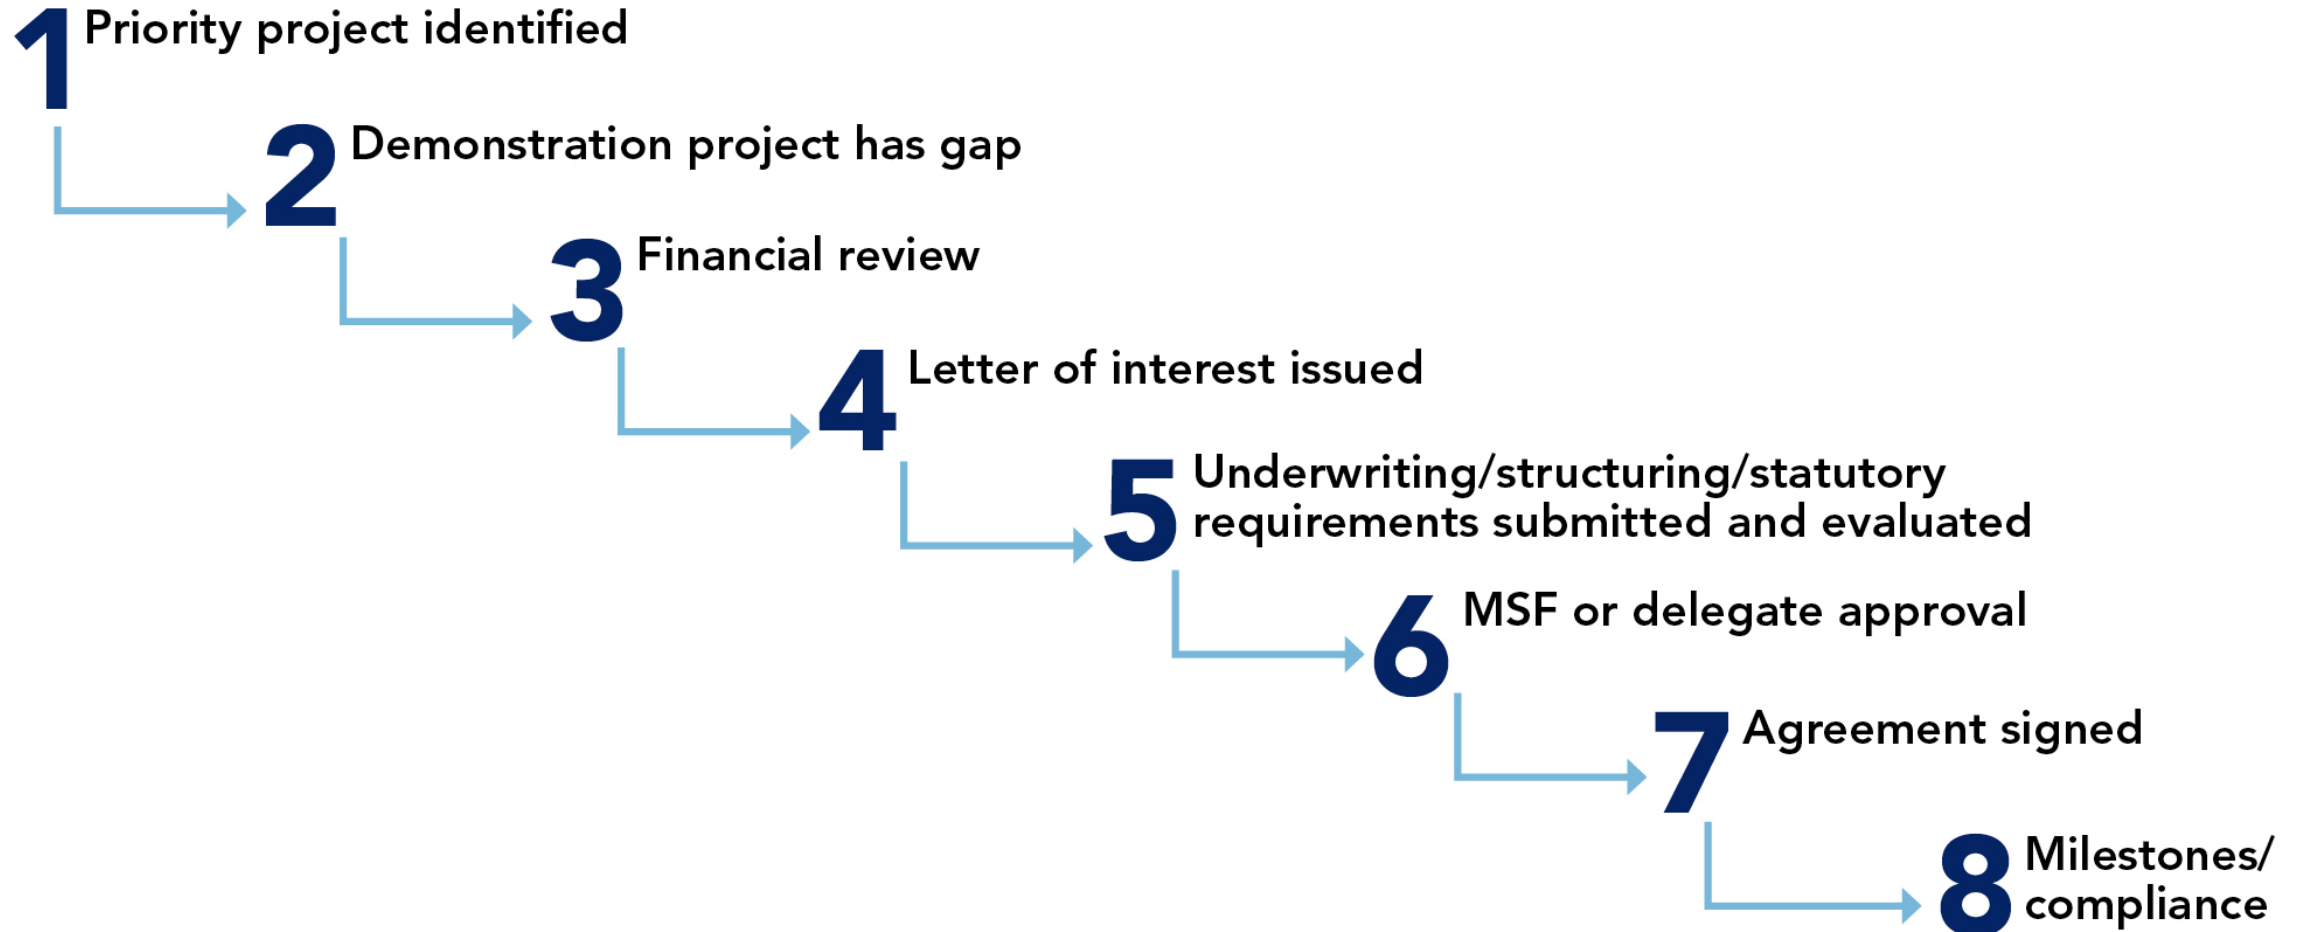 1 Priority project identified
2 Demonstration project has gap
3 Financial review
4 Letter of interest issued
5 Underwriting/structuring/statutory
requirements submitted and evaluated
6 MSF or delegate approval
7 Agreement signed
8 Milestones/
compliance